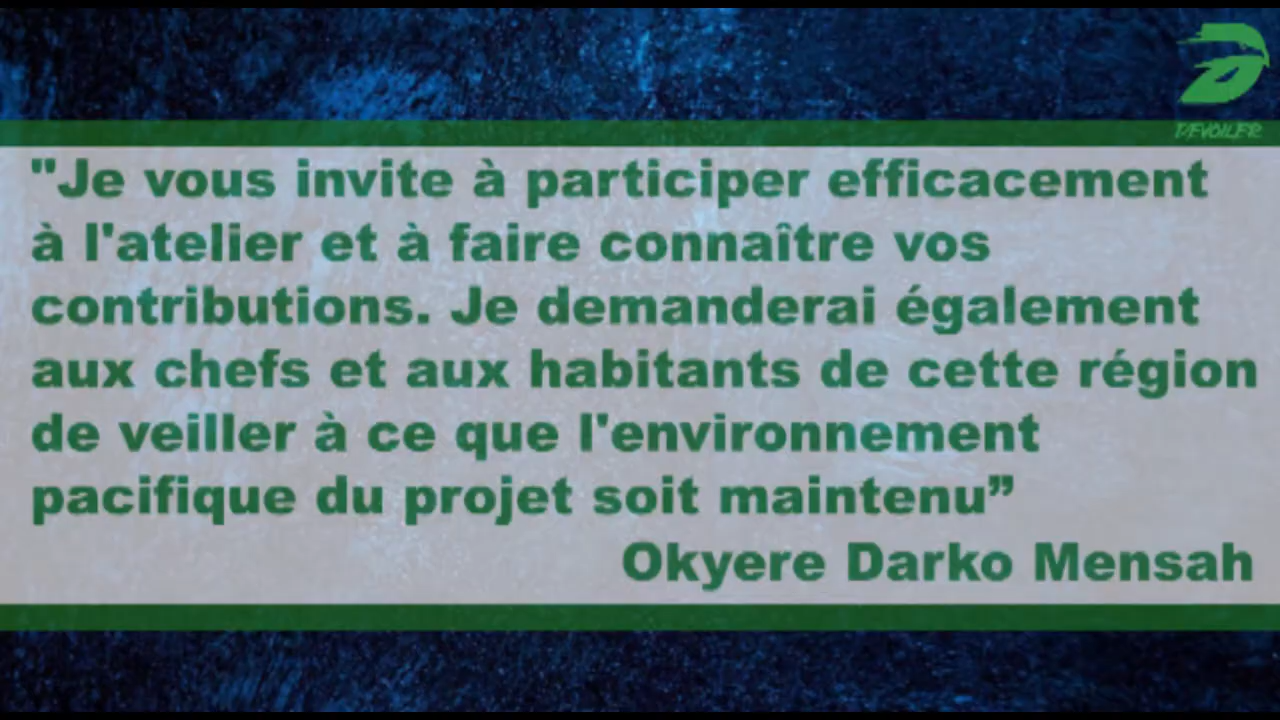 DEVOILER
"Je vous invite à participer efficacement
à l'atelier et à faire connaître vos
contributions. Je demanderai également
aux chefs et aux habitants de cette région
de veiller à ce que l'environnement
pacifique du projet soit maintenu”
Okyere Darko Mensah